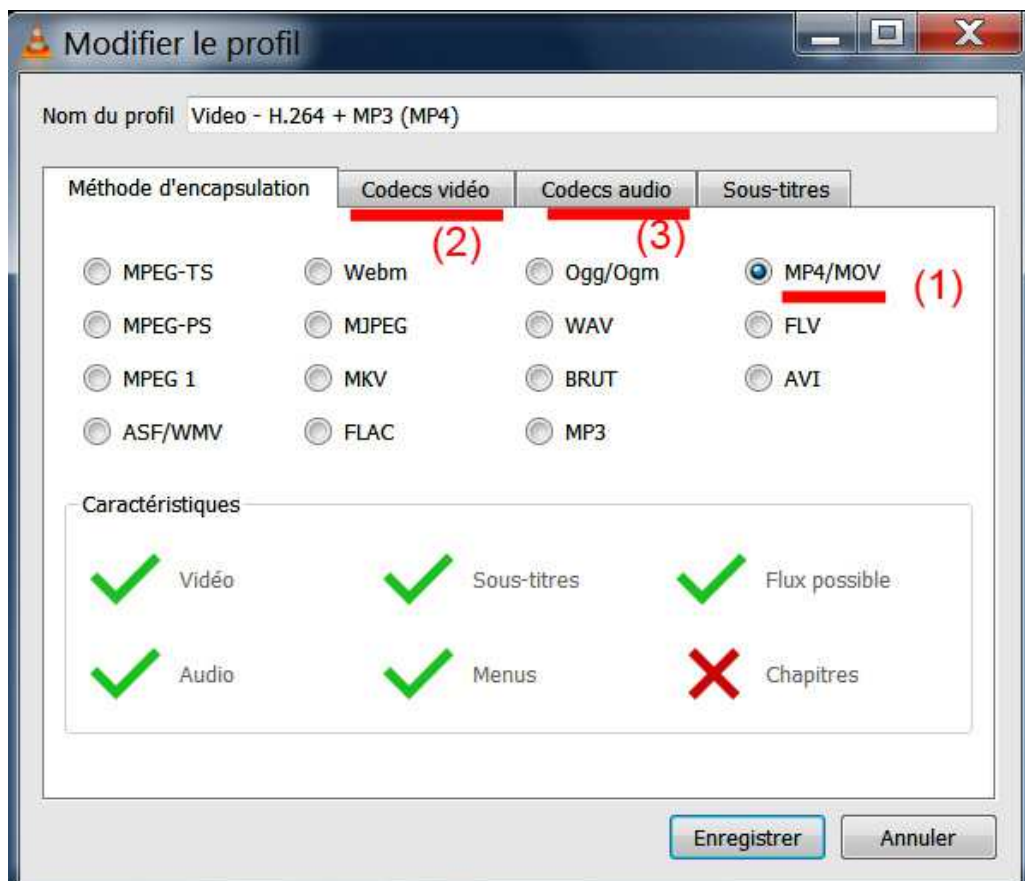 Modifier le profil
Nom du profil Video - H.264 + MP3 (MP4)
Méthode d'encapsulation Codecs vidéo Codecs audio Sous-titres
(2) (3)
MPEG-TS Webm Ogg/Ogm MP4/MOV (1)
MPEG-PS MJPEG WAV FLV
MPEG 1 MKV BRUT AVI
ASF/WMV FLAC MP3
Caractéristiques
Vidéo Sous-titres Flux possible
Audio Menus Chapitres
Enregistrer Annuler